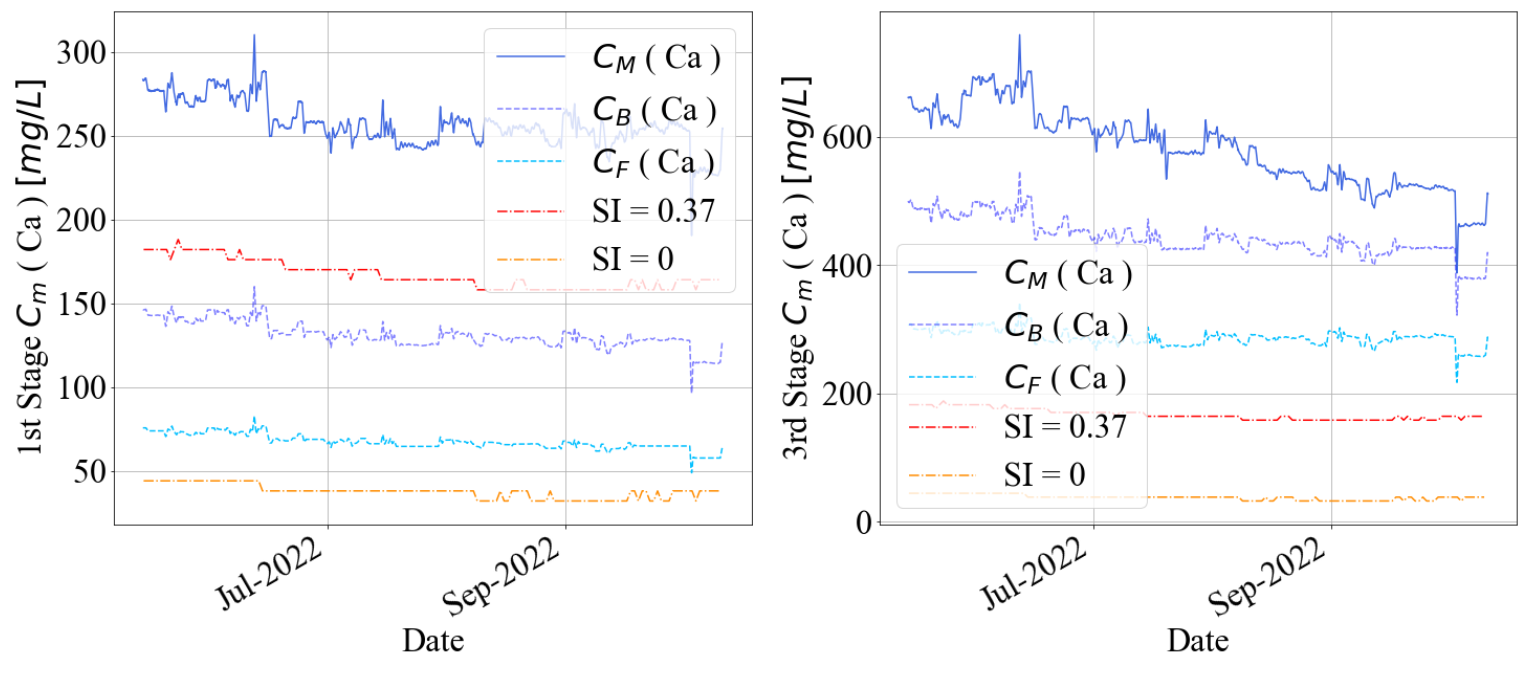 1st Stage C_m ( Ca ) [mg/L]
300
250
200
150
100
50
C_M ( Ca )
C_B ( Ca )
C_F ( Ca )
SI = 0.37
SI = 0
Jul-2022
Sep-2022
Date
3rd Stage C_m ( Ca ) [mg/L]
600
400
200
0
C_M ( Ca )
C_B ( Ca )
C_F ( Ca )
SI = 0.37
SI = 0
Jul-2022
Sep-2022
Date